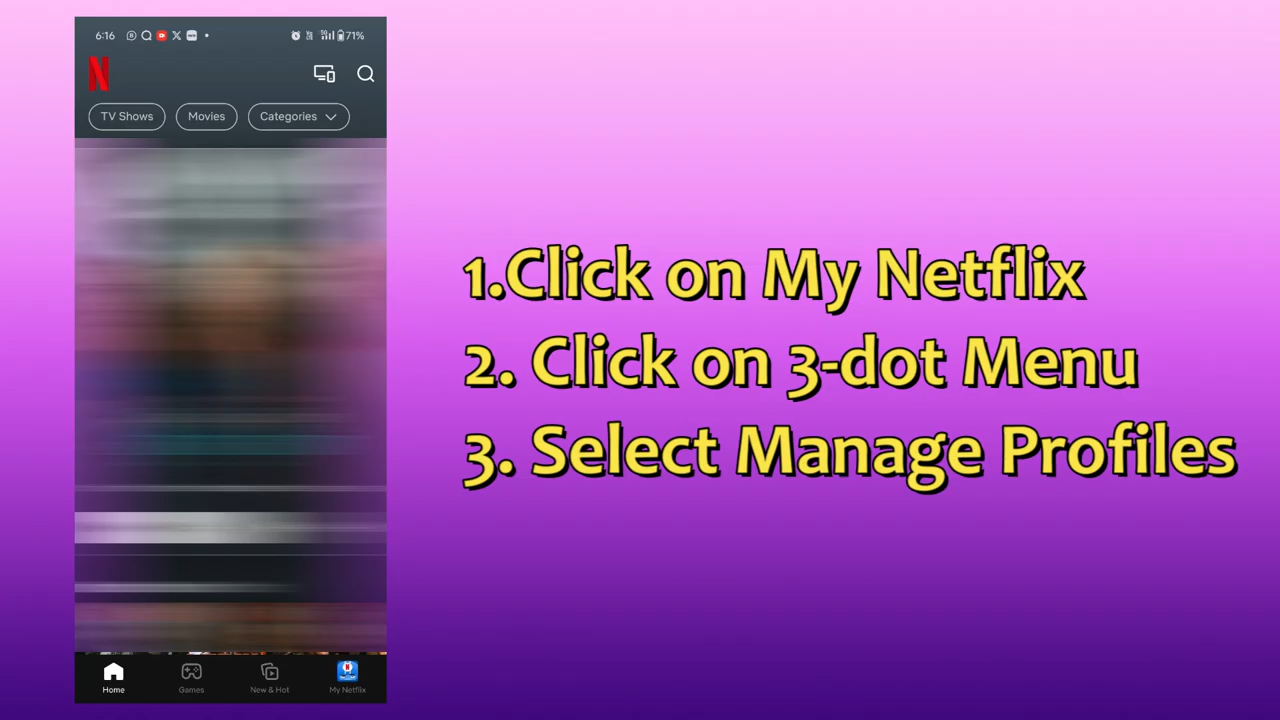 6:16
71%
N
TV Shows
Movies
Categories
1.Click on My Netflix
2. Click on 3-dot Menu
3. Select Manage Profiles
Home
Games
New & Hot
My Netflix